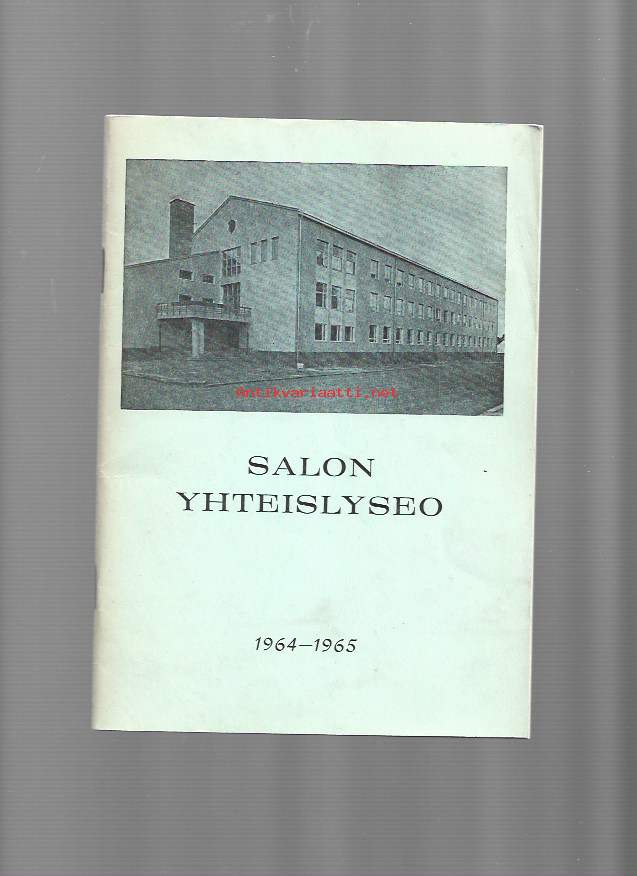 Antikvariaatti.net
SALON
YHTEISLYSEO
1964—1965